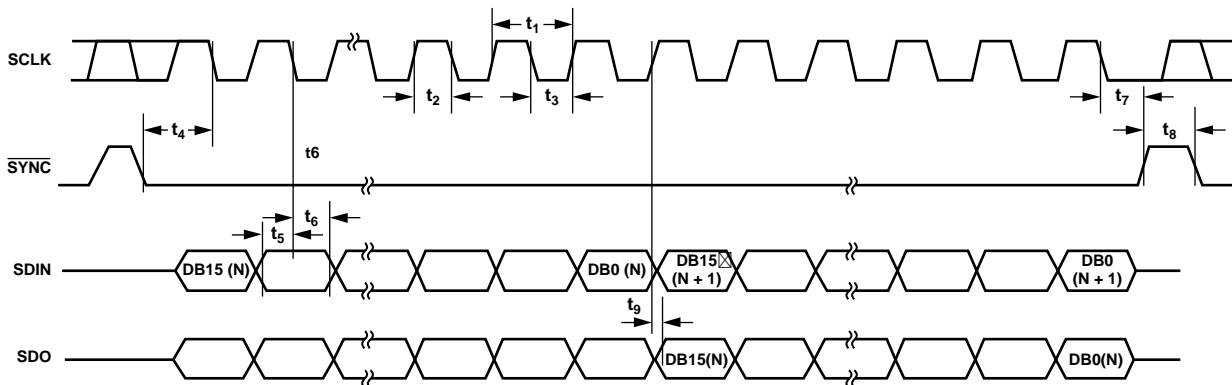 t1
SCLK
t2
t3
t7
t4
t8
t6
SYNC
t6
t5
SDIN
DB15 (N)
DB0 (N)
DB15
(N + 1)
DB0
(N + 1)
t9
SDO
DB15(N)
DB0(N)